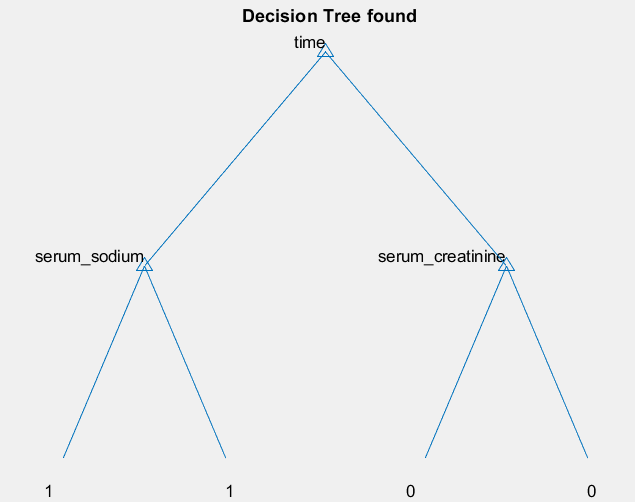 Decision Tree found
time
serum_sodium
serum_creatinine
1
1
0
0